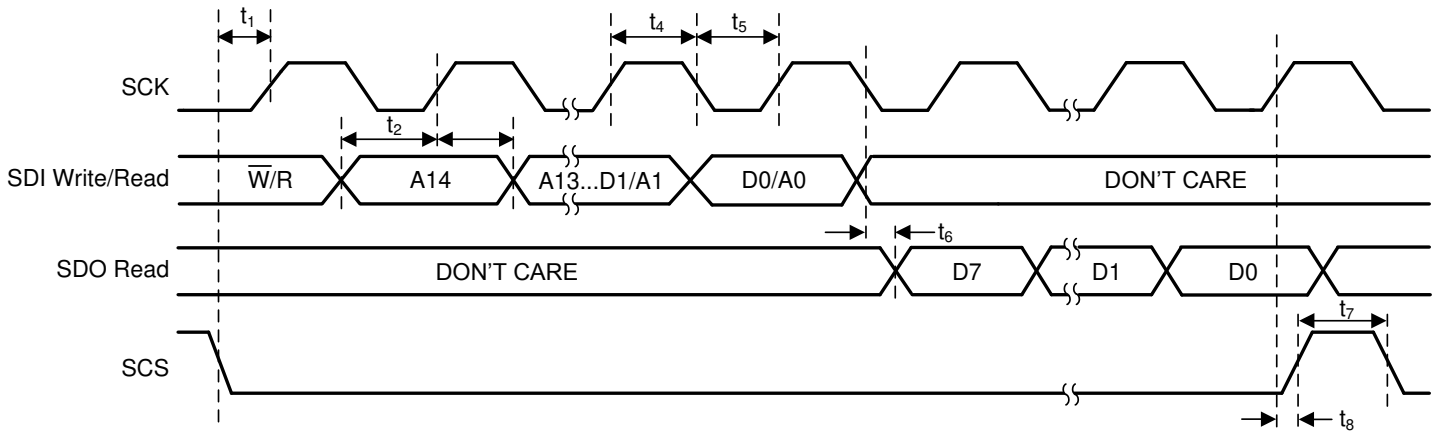 t1
t4
t5
SCK
t2
SDI Write/Read
W/R
A14
A13...D1/A1
D0/A0
DON'T CARE
t6
SDO Read
DON'T CARE
D7
D1
D0
t7
SCS
t8